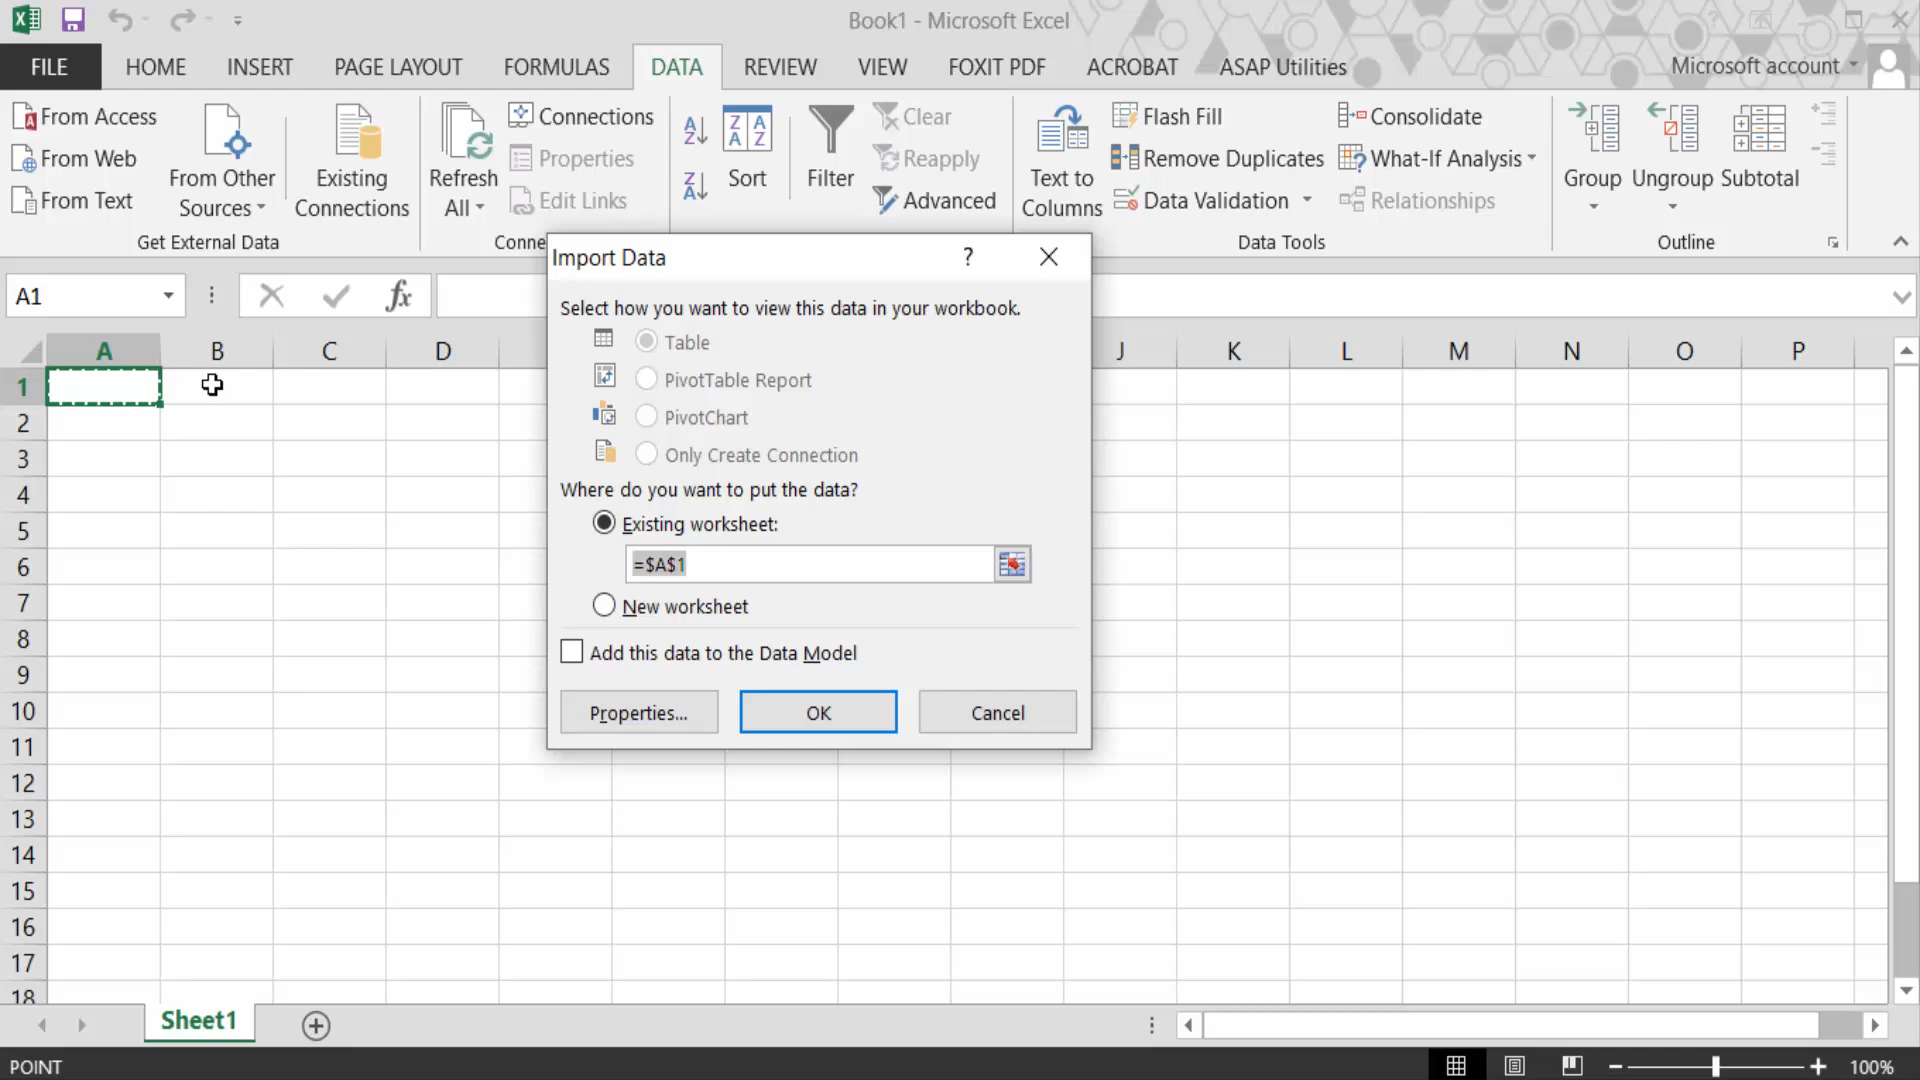 Book1 - Microsoft Excel
FILE HOME INSERT PAGE LAYOUT FORMULAS DATA REVIEW VIEW FOXIT PDF ACROBAT ASAP Utilities Microsoft account
From Access
From Web
From Text
From Other
Sources
Get External Data
Existing
Connections
Refresh
All
Connections
Properties
Edit Links
Conne
Sort
Filter
Clear
Reapply
Advanced
Text to
Columns
Flash Fill
Remove Duplicates
Data Validation
Consolidate
What-If Analysis
Relationships
Data Tools
Group
Ungroup
Subtotal
Outline
A1
fx
Import Data ?
Select how you want to view this data in your workbook.
Table
PivotTable Report
PivotChart
Only Create Connection
Where do you want to put the data?
Existing worksheet:
=$A$1
New worksheet
Add this data to the Data Model
Properties... OK Cancel
A B C D J K L M N O P
1
2
3
4
5
6
7
8
9
10
11
12
13
14
15
16
17
18
Sheet1
POINT 100%